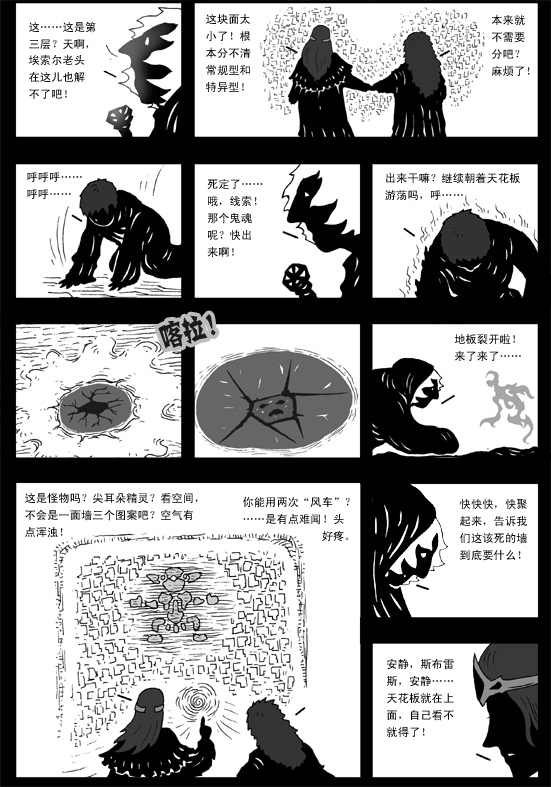 这……这是第
三层？天啊，
埃索尔老头
在这儿也解
不了吧！
这块面太
小了！根
本分不清
常规型和
特异型！
本来就
不需要
分吧？
麻烦了！
呼呼呼……
呼呼……
死定了……
哦，线索！
那个鬼魂
呢？快出
来啊！
出来干嘛？继续朝着天花板
游荡吗，呼……
喀拉！
地板裂开啦！
来了来了……
这是怪物吗？尖耳朵精灵？看空间，
不会是一面墙三个图案吧？空气有
点浑浊！
你能用两次“风车”？
……是有点难闻！头
好疼。
快快快，快聚
起来，告诉我
们这该死的墙
到底要什么！
安静，斯布雷
斯，安静……
天花板就在上
面，自己看不
就得了！